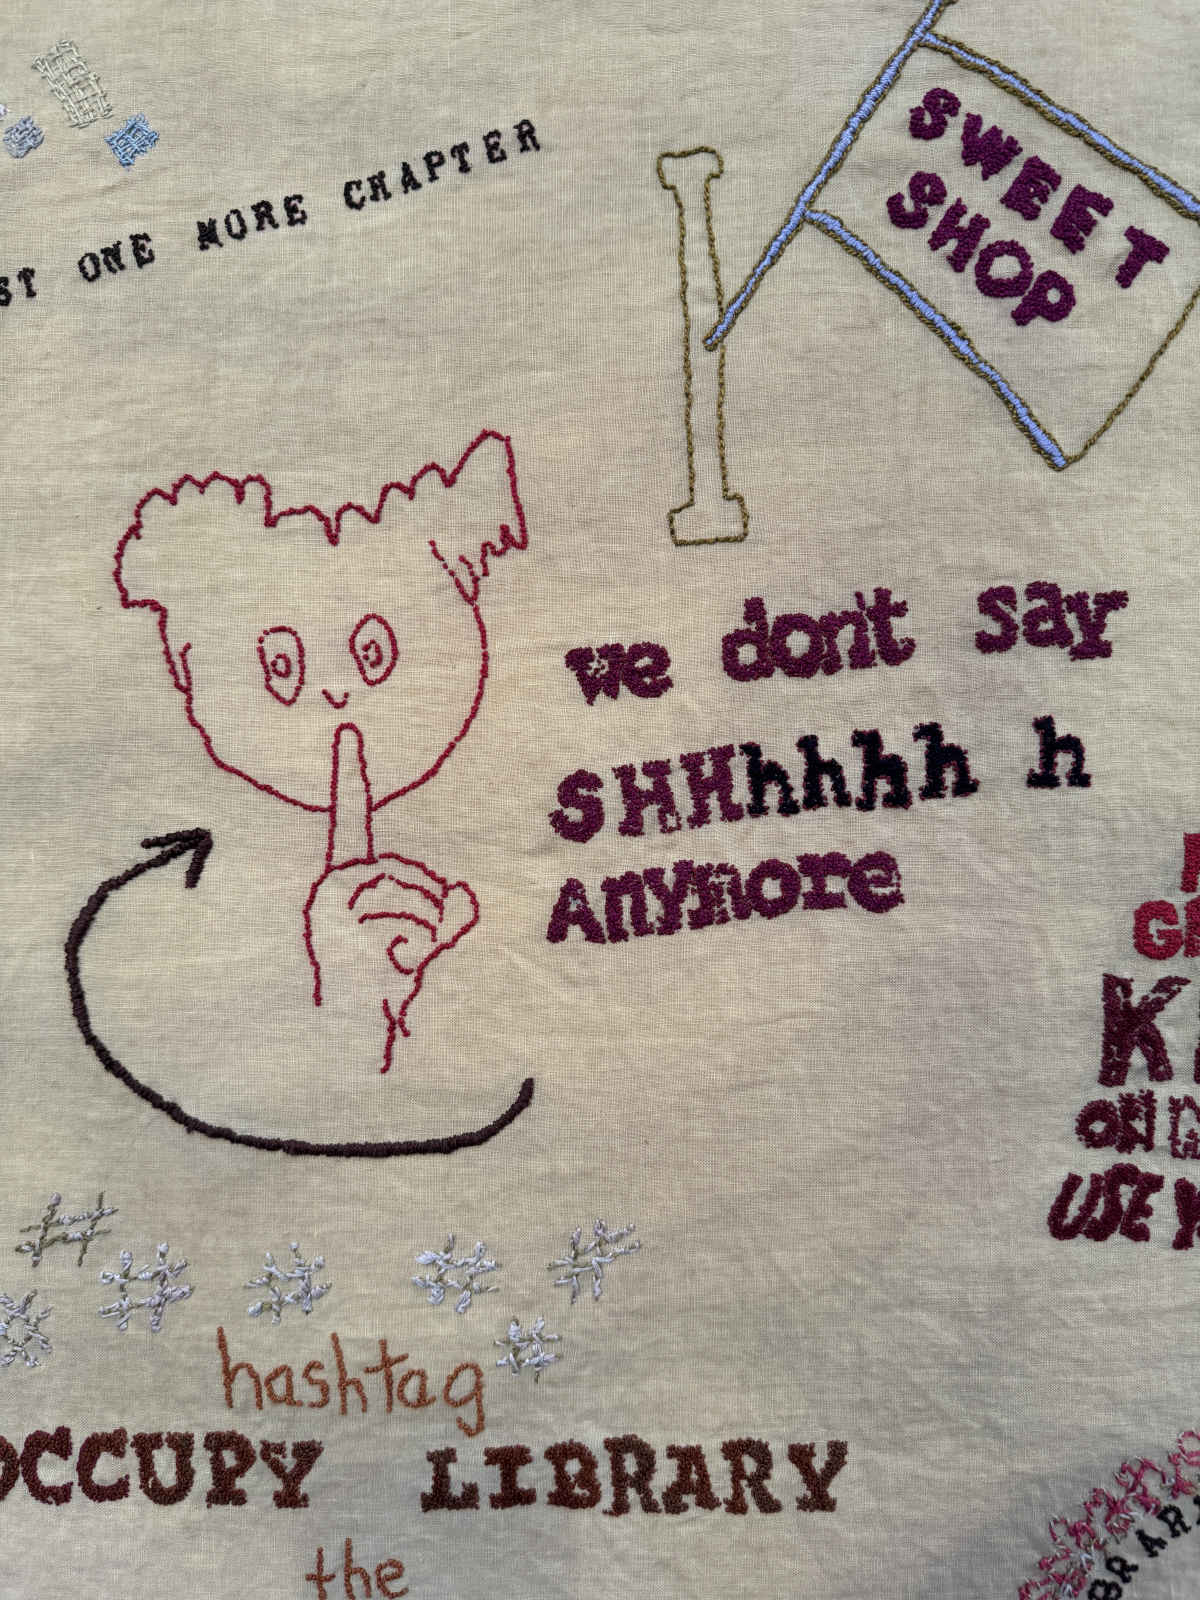 ONE MORE CHAPTER
SWEET
SHOP
we don't say
SHHhhhh h
Anymore
hashtag
OCCUPY LIBRARY
the